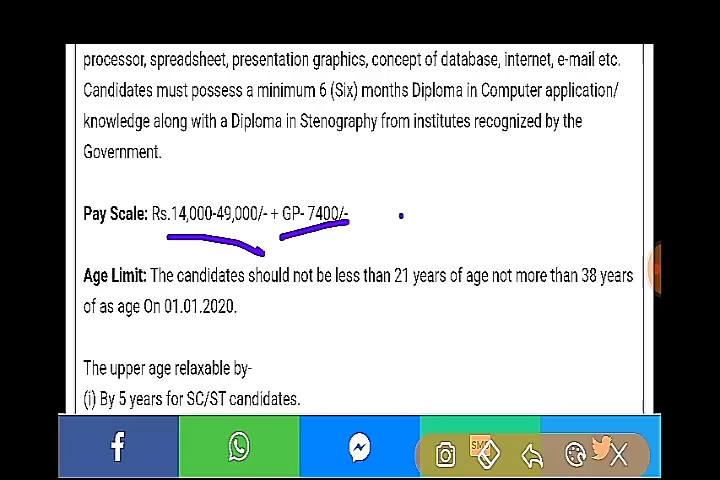 processor, spreadsheet, presentation graphics, concept of database, internet, e-mail etc.
Candidates must possess a minimum 6 (Six) months Diploma in Computer application/
knowledge along with a Diploma in Stenography from institutes recognized by the
Government.
Pay Scale: Rs.14,000-49,000/- + GP- 7400/-
Age Limit: The candidates should not be less than 21 years of age not more than 38 years
of as age On 01.01.2020.
The upper age relaxable by-
(i) By 5 years for SC/ST candidates.
SMS